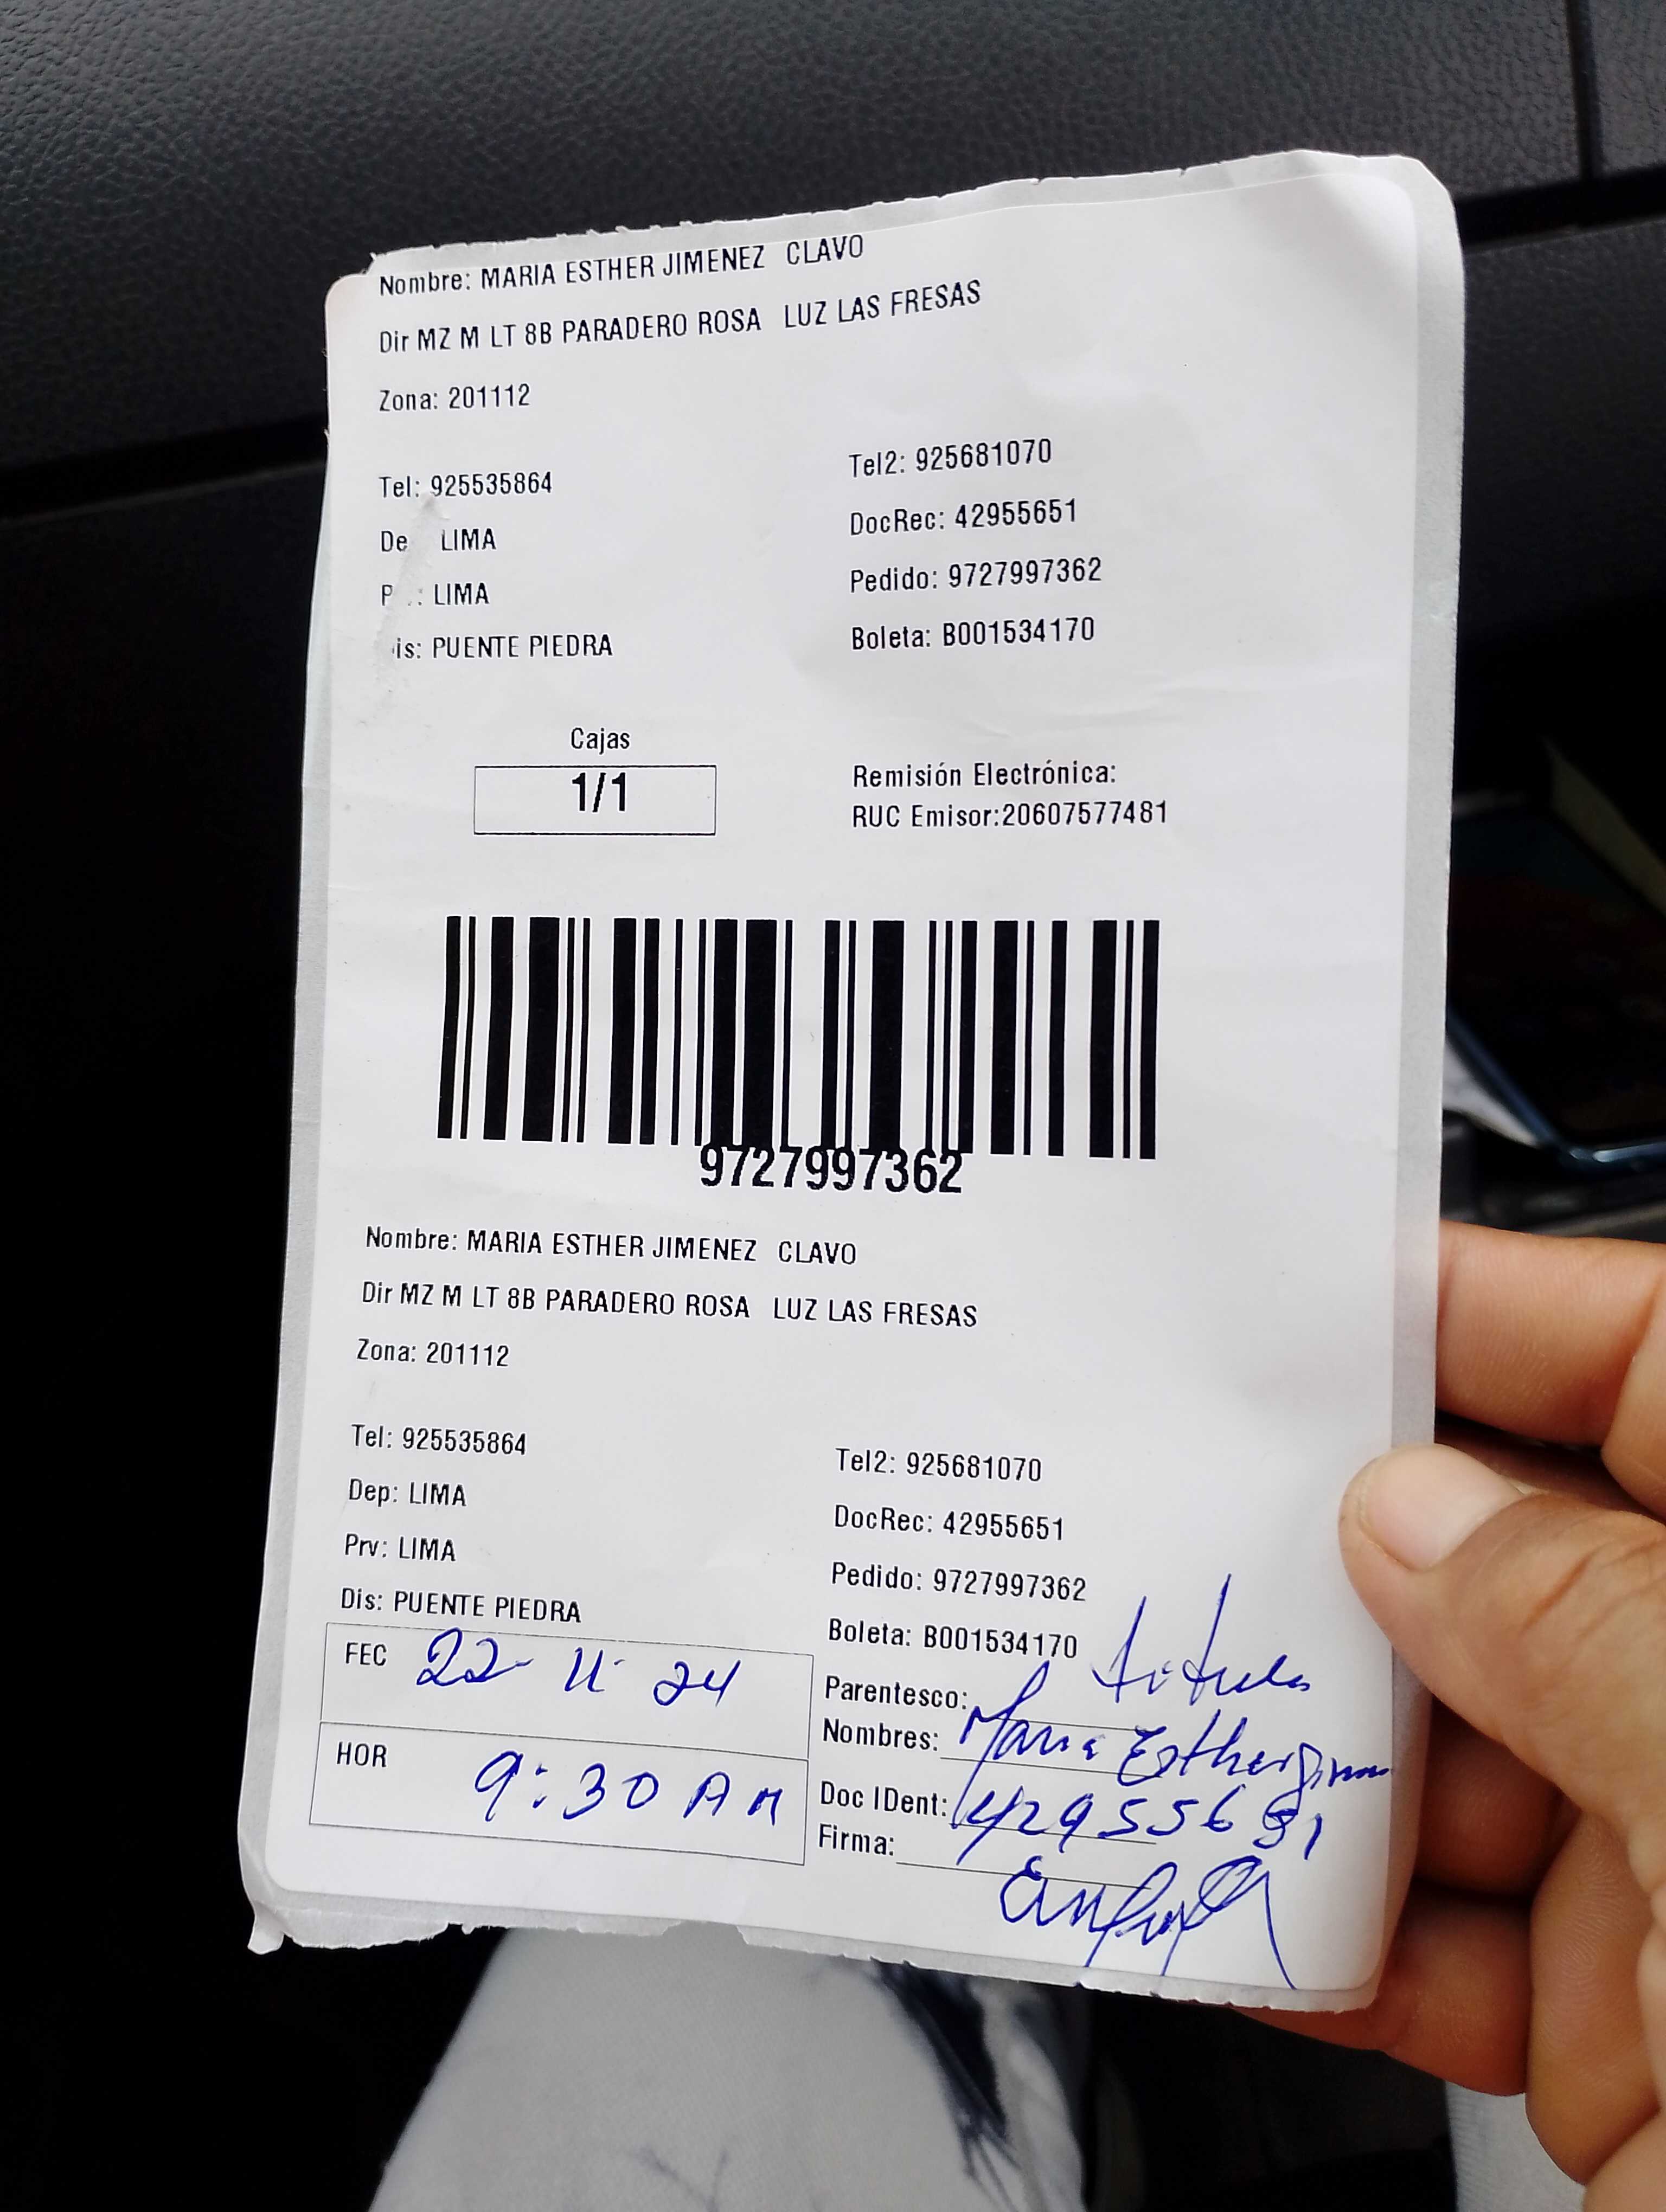 Nombre: MARIA ESTHER JIMENEZ CLAVO
Dir MZ M LT 8B PARADERO ROSA LUZ LAS FRESAS
Zona: 201112
Tel: 925535864
Tel2: 925681070
De LIMA
DocRec: 42955651
P : LIMA
Pedido: 9727997362
is: PUENTE PIEDRA
Boleta: B001534170
Cajas
1/1
Remisión Electrónica:
RUC Emisor:20607577481
9727997362
Nombre: MARIA ESTHER JIMENEZ CLAVO
Dir MZ M LT 8B PARADERO ROSA LUZ LAS FRESAS
Zona: 201112
Tel: 925535864
Tel2: 925681070
Dep: LIMA
DocRec: 42955651
Prv: LIMA
Pedido: 9727997362
Dis: PUENTE PIEDRA
Boleta: B001534170
FEC 22 - 11 - 24
Parentesco:
Nombres: Maria Esther
HOR 9:30 AM
Doc IDent: 42955651
Firma: